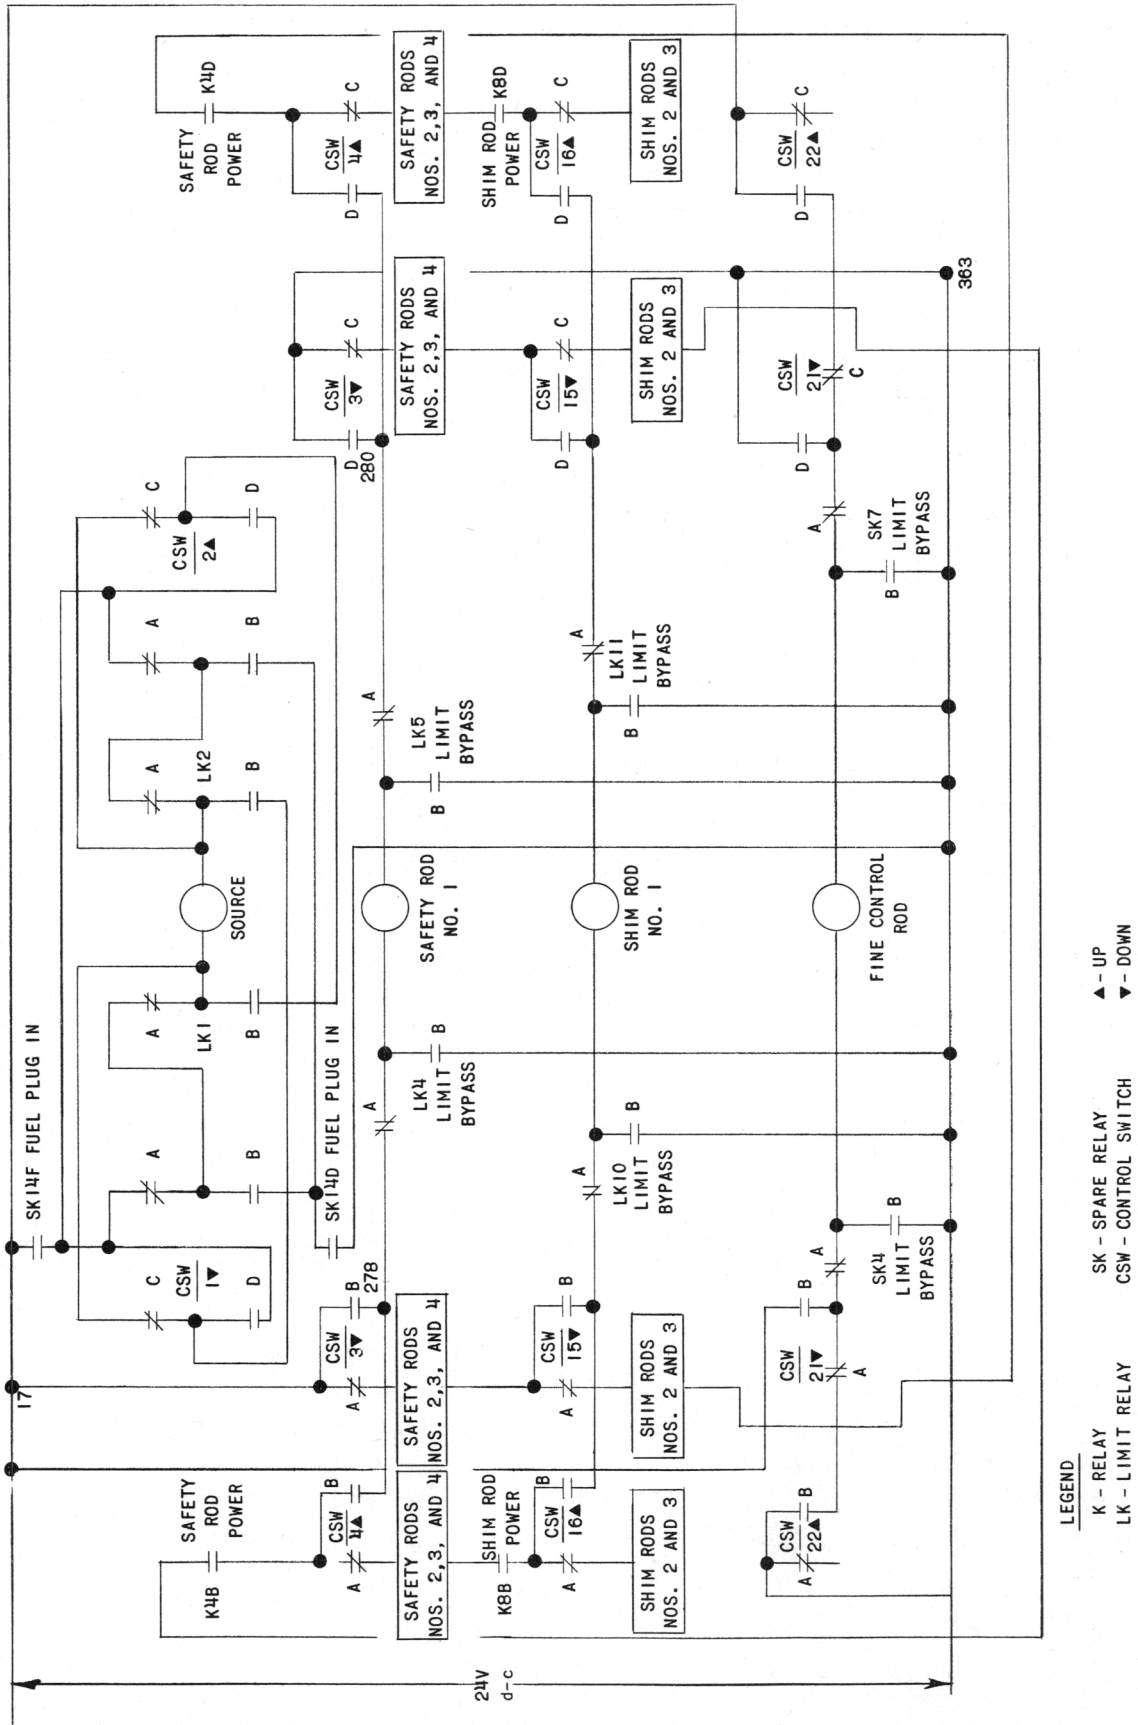 17
SK14F FUEL PLUG IN
24V
d-c
SAFETY
ROD
POWER
K4B
CSW
4▲
A
B
SAFETY RODS
NOS. 2,3, AND 4
SHIM ROD
POWER
K8B
CSW
16▲
A
B
SHIM RODS
NOS. 2 AND 3
CSW
22▲
A
B
CSW
3▼
A
B
278
SAFETY RODS
NOS. 2,3, AND 4
CSW
15▼
A
B
SHIM RODS
NOS. 2 AND 3
CSW
21▼
A
B
CSW
1▼
C
D
A
B
SK14D FUEL PLUG IN
A
LK1
B
SOURCE
A
LK2
B
A
B
CSW
2▲
C
D
A
LK4
LIMIT
BYPASS
B
SAFETY ROD
NO. 1
LK5
LIMIT
BYPASS
B
A
A
LK10
LIMIT
BYPASS
B
SHIM ROD
NO. 1
LK11
LIMIT
BYPASS
B
A
A
SK4
LIMIT
BYPASS
B
FINE CONTROL
ROD
SK7
LIMIT
BYPASS
B
A
CSW
3▼
C
D
280
SAFETY RODS
NOS. 2,3, AND 4
CSW
15▼
C
D
SHIM RODS
NOS. 2 AND 3
CSW
21▼
C
D
363
SAFETY
ROD
POWER
K4D
CSW
4▲
C
D
SAFETY RODS
NOS. 2,3, AND 4
SHIM ROD
POWER
K8D
CSW
16▲
C
D
SHIM RODS
NOS. 2 AND 3
CSW
22▲
C
D
LEGEND
K - RELAY
LK - LIMIT RELAY
SK - SPARE RELAY
CSW - CONTROL SWITCH
▲ - UP
▼ - DOWN